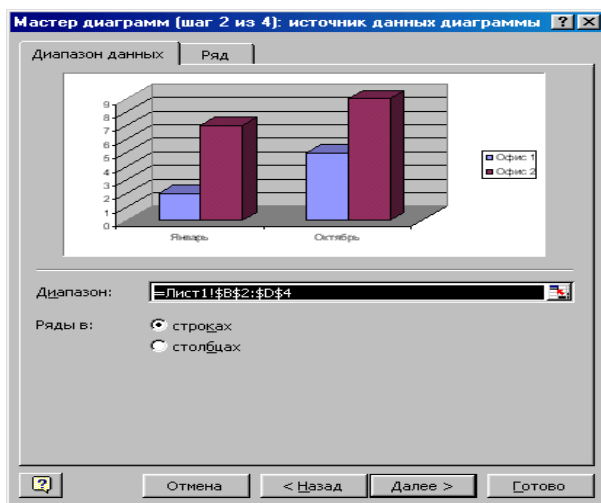 Мастер диаграмм (шаг 2 из 4): источник данных диаграммы
Диапазон данных
Ряд
9
8
7
6
5
4
3
2
1
0
Январь
Октябрь
Офис 1
Офис 2
Диапазон: =Лист1!$B$2:$D$4
Ряды в: строках
столбцах
Отмена < Назад Далее > Готово